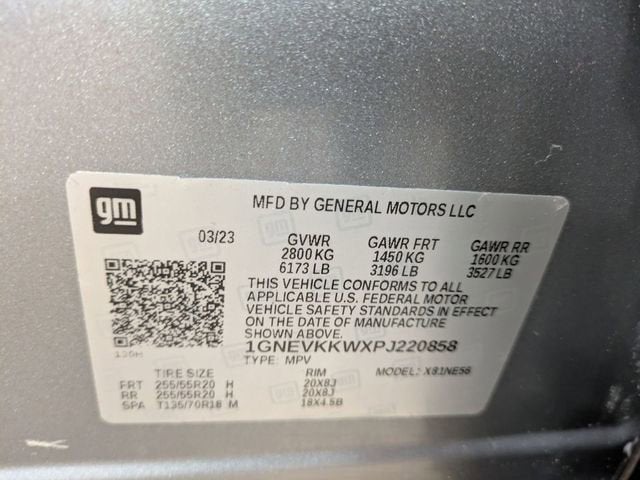 gm
MFD BY GENERAL MOTORS LLC
03/23 GVWR GAWR FRT GAWR RR
2800 KG 1450 KG 1600 KG
6173 LB 3196 LB 3527 LB
THIS VEHICLE CONFORMS TO ALL
APPLICABLE U.S. FEDERAL MOTOR
VEHICLE SAFETY STANDARDS IN EFFECT
ON THE DATE OF MANUFACTURE
SHOWN ABOVE.
1GNEVKKWXPJ220858
TYPE: MPV MODEL: X81NE56
TIRE SIZE RIM
FRT 255/55R20 H 20X8J
RR 255/55R20 H 20X8J
SPA T135/70R18 M 18X4.5B